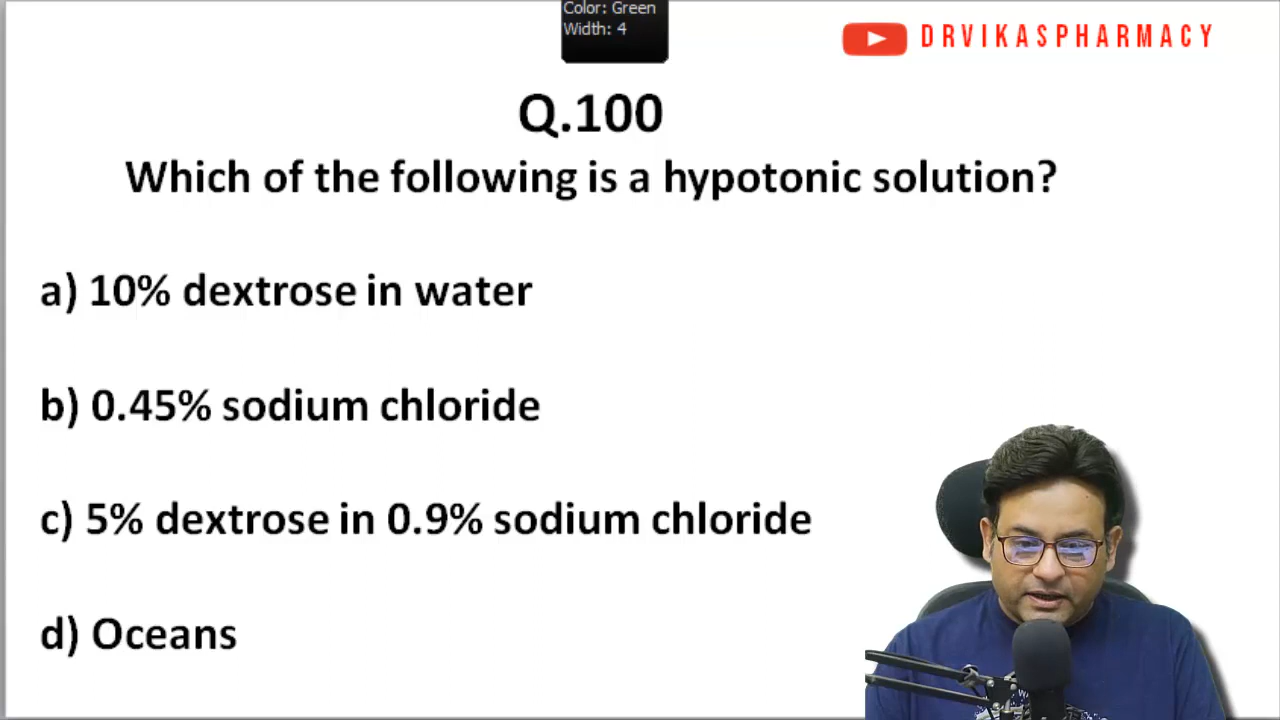 Color: Green
Width: 4
DRVIKASPHARMACY
Q.100
Which of the following is a hypotonic solution?
a) 10% dextrose in water
b) 0.45% sodium chloride
c) 5% dextrose in 0.9% sodium chloride
d) Oceans